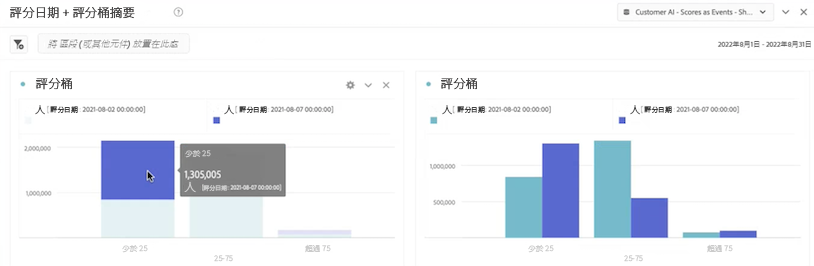 評分日期 + 評分桶摘要
Customer AI - Scores as Events - Sh...
將 區段 (或其他元件) 放置在此處
2022年8月1日 - 2022年8月31日
評分桶
人 [評分日期: 2021-08-02 00:00:00]
人 [評分日期: 2021-08-07 00:00:00]
2,000,000
1,000,000
少於 25
1,305,005
人 [評分日期: 2021-08-07 00:00:00]
少於 25
25-75
超過 75
評分桶
人 [評分日期: 2021-08-02 00:00:00]
人 [評分日期: 2021-08-07 00:00:00]
1,000,000
500,000
少於 25
25-75
超過 75